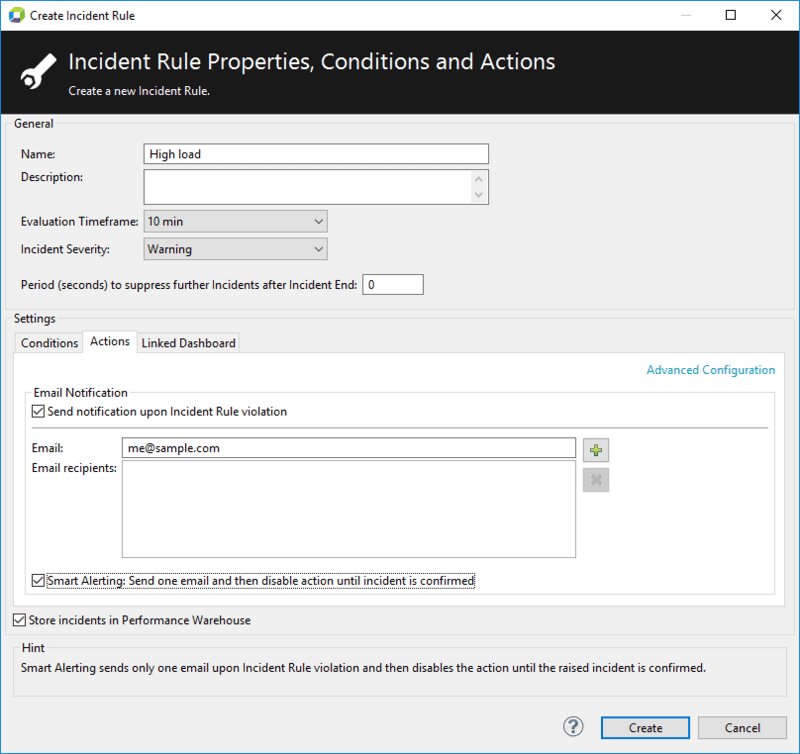 Create Incident Rule
Incident Rule Properties, Conditions and Actions
Create a new Incident Rule.
General
Name: High load
Description:
Evaluation Timeframe: 10 min
Incident Severity: Warning
Period (seconds) to suppress further Incidents after Incident End: 0
Settings
Conditions Actions Linked Dashboard
Advanced Configuration
Email Notification
Send notification upon Incident Rule violation
Email: me@sample.com
Email recipients:
Smart Alerting: Send one email and then disable action until incident is confirmed
Store incidents in Performance Warehouse
Hint
Smart Alerting sends only one email upon Incident Rule violation and then disables the action until the raised incident is confirmed.
? Create Cancel